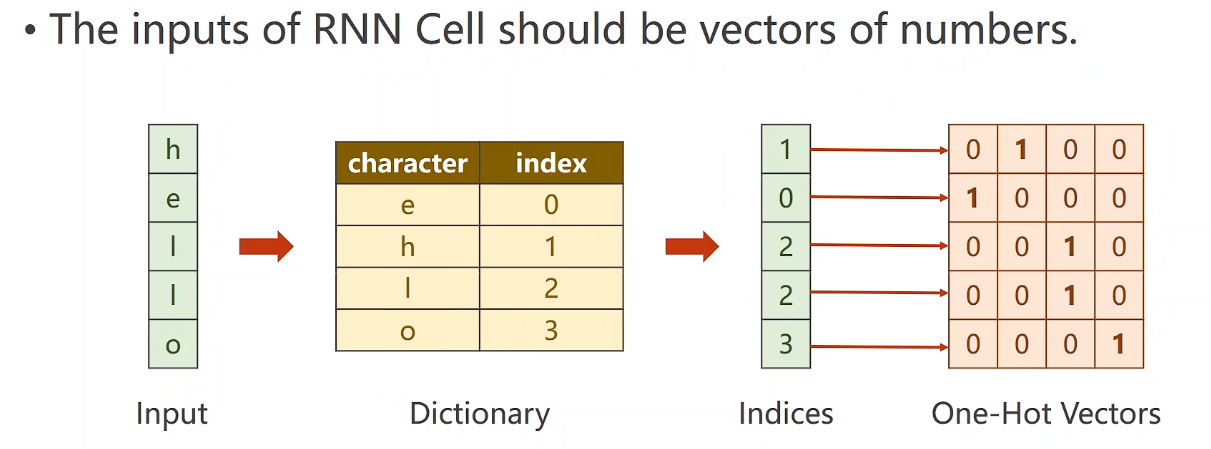 • The inputs of RNN Cell should be vectors of numbers.
h
e
l
l
o
Input
character index
e 0
h 1
l 2
o 3
Dictionary
1
0
2
2
3
Indices
0 1 0 0
1 0 0 0
0 0 1 0
0 0 1 0
0 0 0 1
One-Hot Vectors